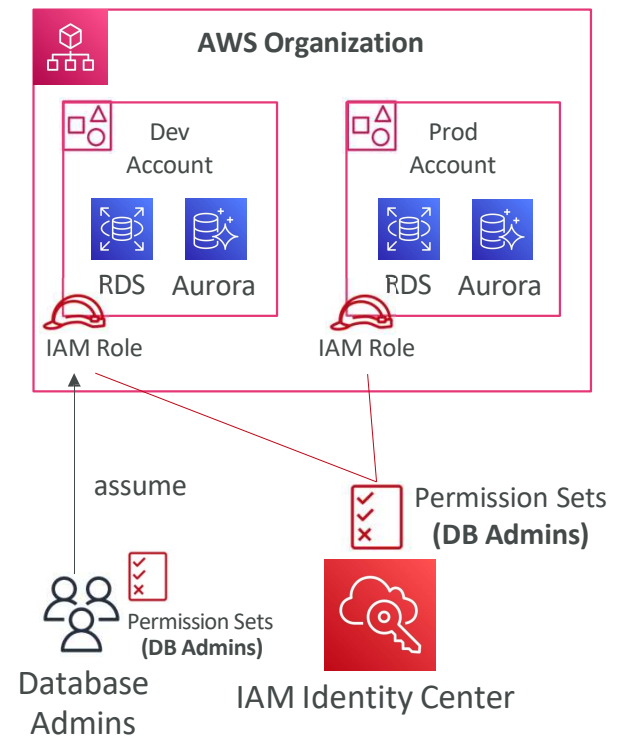 AWS Organization
Dev
Account
Prod
Account
RDS
Aurora
RDS
Aurora
IAM Role
IAM Role
assume
Permission Sets
(DB Admins)
Permission Sets
(DB Admins)
Database
Admins
IAM Identity Center